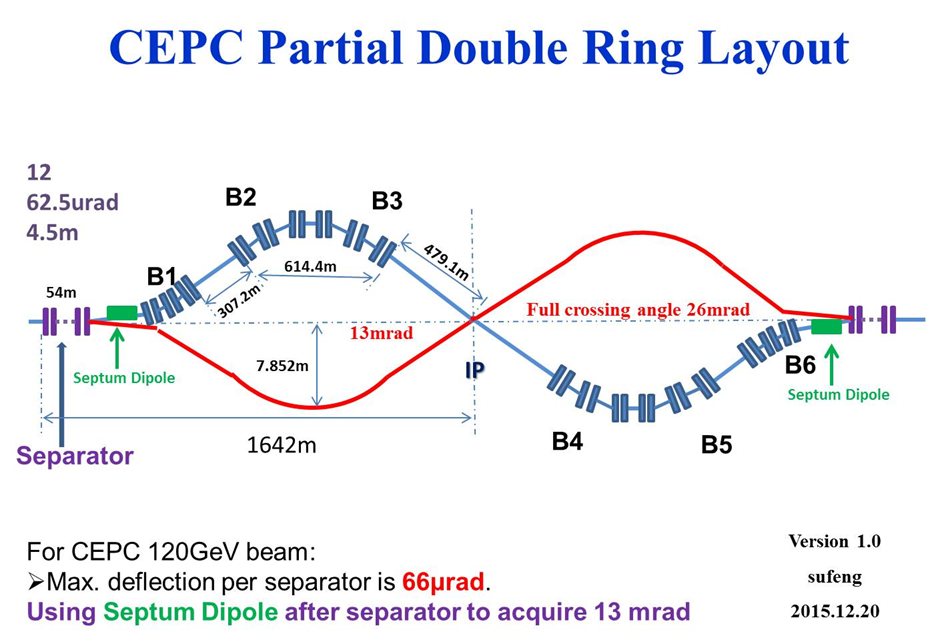 CEPC Partial Double Ring Layout
12
62.5urad
4.5m
B2
B3
B1
54m
614.4m
479.1m
307.2m
Full crossing angle 26mrad
13mrad
7.852m
IP
B6
Septum Dipole
Septum Dipole
B4
B5
1642m
Separator
For CEPC 120GeV beam:
➢Max. deflection per separator is 66μrad.
Using Septum Dipole after separator to acquire 13 mrad
Version 1.0
sufeng
2015.12.20